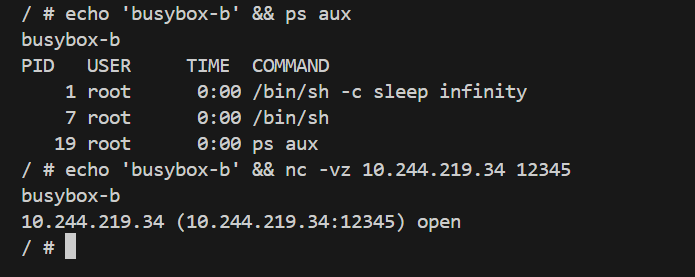 / # echo 'busybox-b' && ps aux
busybox-b
PID   USER     TIME  COMMAND
    1 root      0:00 /bin/sh -c sleep infinity
    7 root      0:00 /bin/sh
   19 root      0:00 ps aux
/ # echo 'busybox-b' && nc -vz 10.244.219.34 12345
busybox-b
10.244.219.34 (10.244.219.34:12345) open
/ #